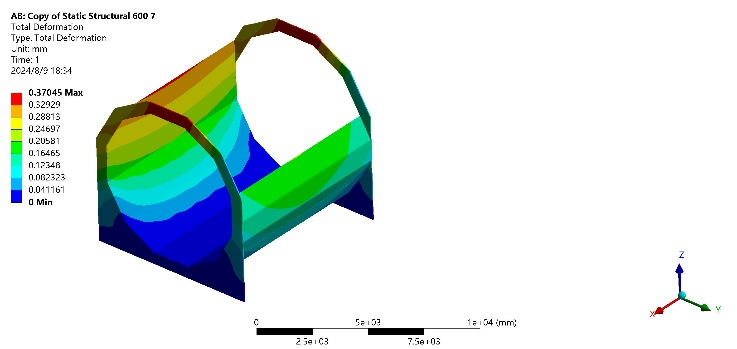 AB: Copy of Static Structural 600 7
Total Deformation
Type: Total Deformation
Unit: mm
Time: 1
2024/8/9 18:34
0.37045 Max
0.32929
0.28813
0.24697
0.20581
0.16465
0.12348
0.082323
0.041161
0 Min
Z
X
Y
0 5e+03 1e+04 (mm)
2.5e+03 7.5e+03